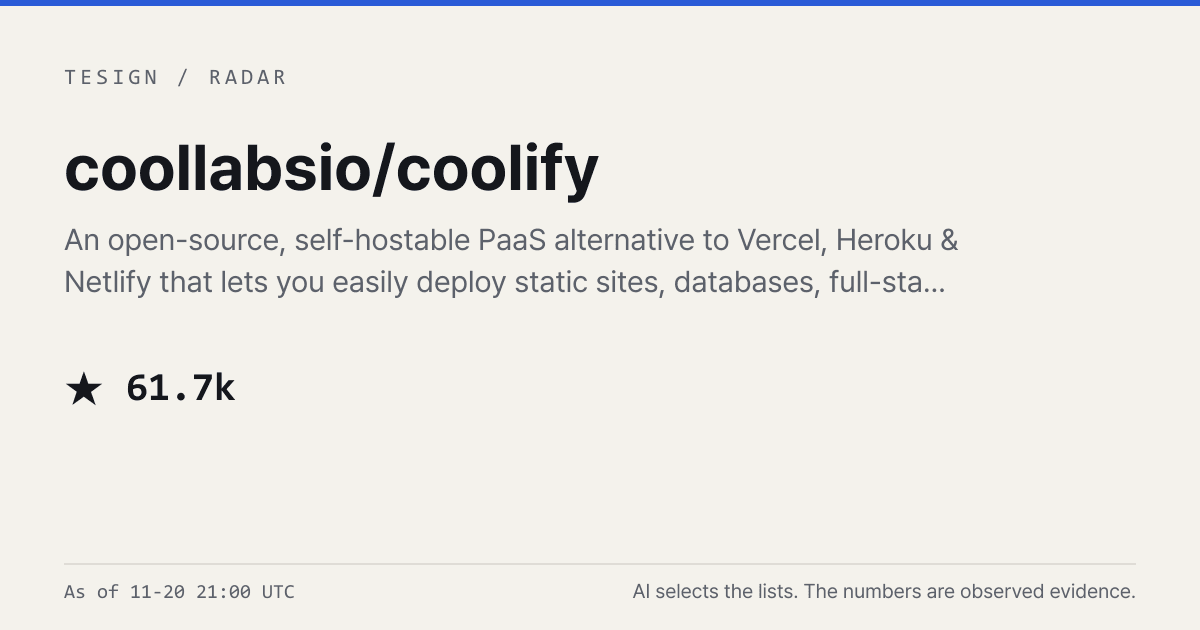 TESIGN / RADAR
coollabsio/coolify
An open-source, self-hostable PaaS alternative to Vercel, Heroku &
Netlify that lets you easily deploy static sites, databases, full-sta...
★ 61.7k
As of 11-20 21:00 UTC
AI selects the lists. The numbers are observed evidence.